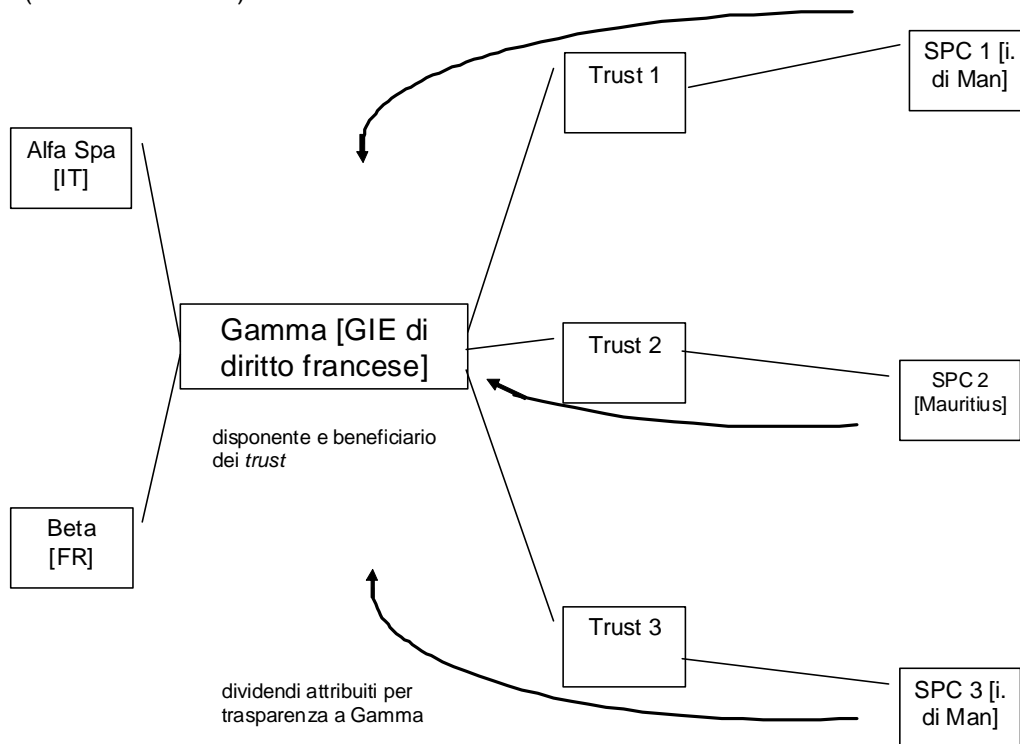 Trust 1
SPC 1 [i.
di Man]
Alfa Spa
[IT]
Gamma [GIE di
diritto francese]
Trust 2
SPC 2
[Mauritius]
disponente e beneficiario
dei trust
Beta
[FR]
Trust 3
dividendi attribuiti per
trasparenza a Gamma
SPC 3 [i.
di Man]